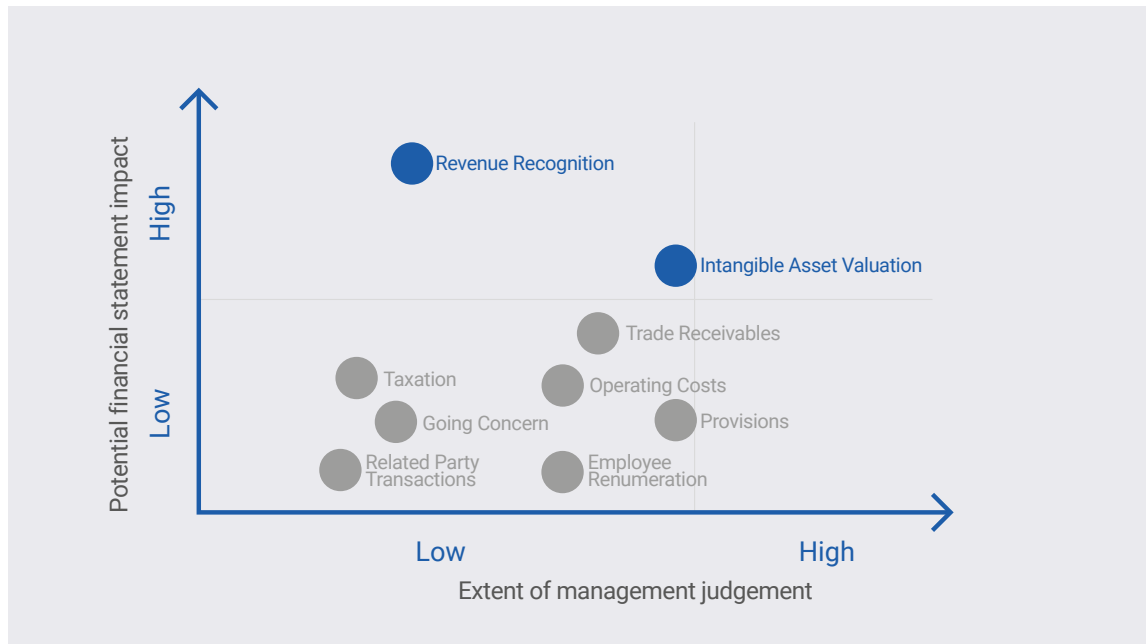 Potential financial statement impact
High
Low
Revenue Recognition
Intangible Asset Valuation
Trade Receivables
Taxation
Operating Costs
Going Concern
Provisions
Related Party
Transactions
Employee
Renumeration
Low
High
Extent of management judgement